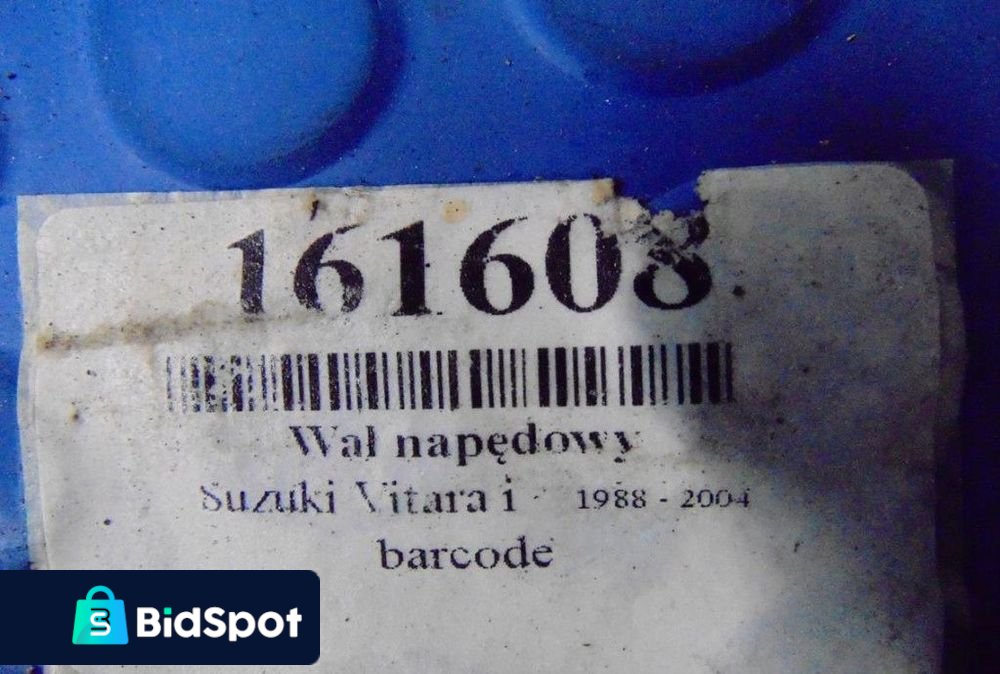 161608
Wał napędowy
Suzuki Vitara i - 1988 - 2004
barcode
BidSpot